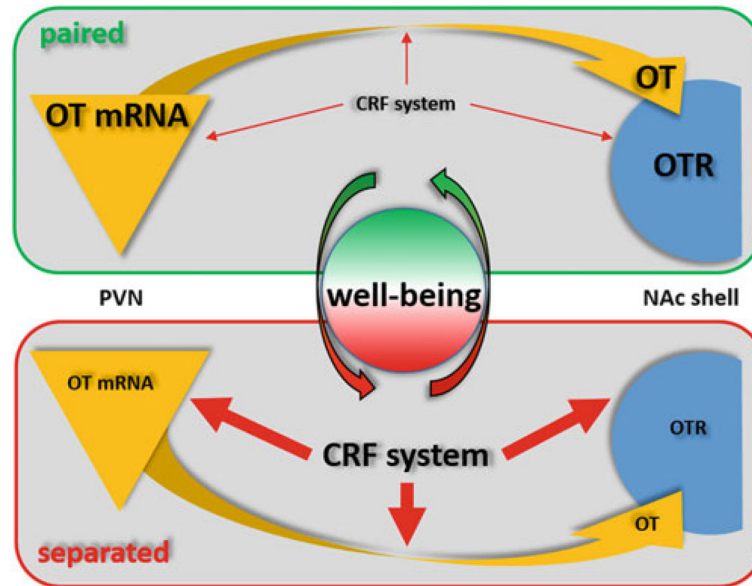 paired
OT mRNA
CRF system
OT
OTR
PVN
well-being
NAc shell
OT mRNA
CRF system
OTR
OT
separated